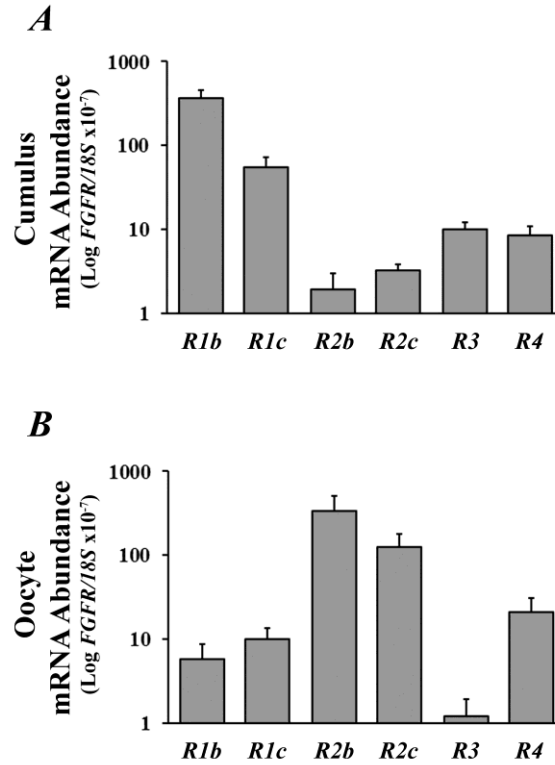 A
Cumulus
mRNA Abundance
(Log FGFR/18S x10⁻⁷)
1000
100
10
1
R1b R1c R2b R2c R3 R4
B
Oocyte
mRNA Abundance
(Log FGFR/18S x10⁻⁷)
1000
100
10
1
R1b R1c R2b R2c R3 R4